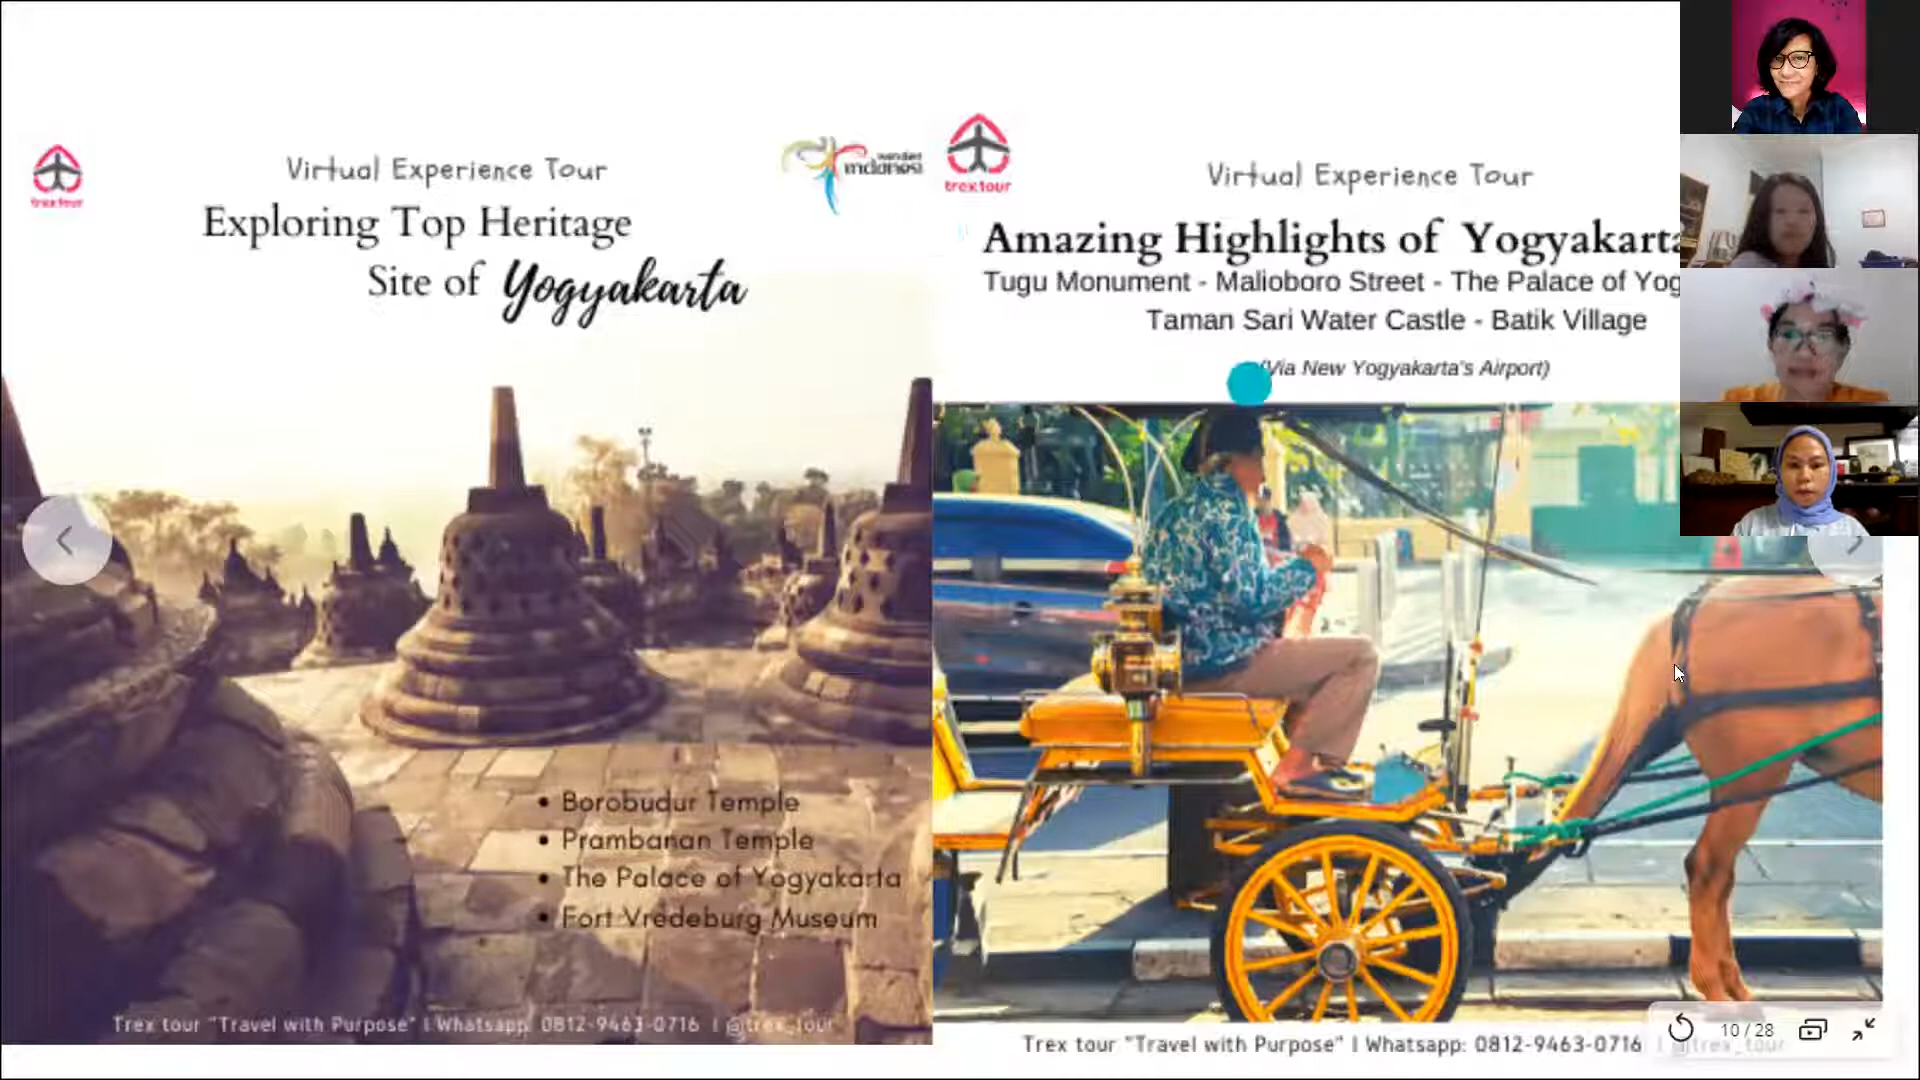 trex tour
Virtual Experience Tour
wonderful
indonesia
Exploring Top Heritage
Site of Yogyakarta
Borobudur Temple
Prambanan Temple
The Palace of Yogyakarta
Fort Vredeburg Museum
Trex tour "Travel with Purpose" | Whatsapp: 0812-9463-0716 | @trex_tour
trex tour
Virtual Experience Tour
Amazing Highlights of Yogyakarta
Tugu Monument - Malioboro Street - The Palace of Yog
Taman Sari Water Castle - Batik Village
(Via New Yogyakarta's Airport)
Trex tour "Travel with Purpose" | Whatsapp: 0812-9463-0716 | @trex_tour
10 / 28